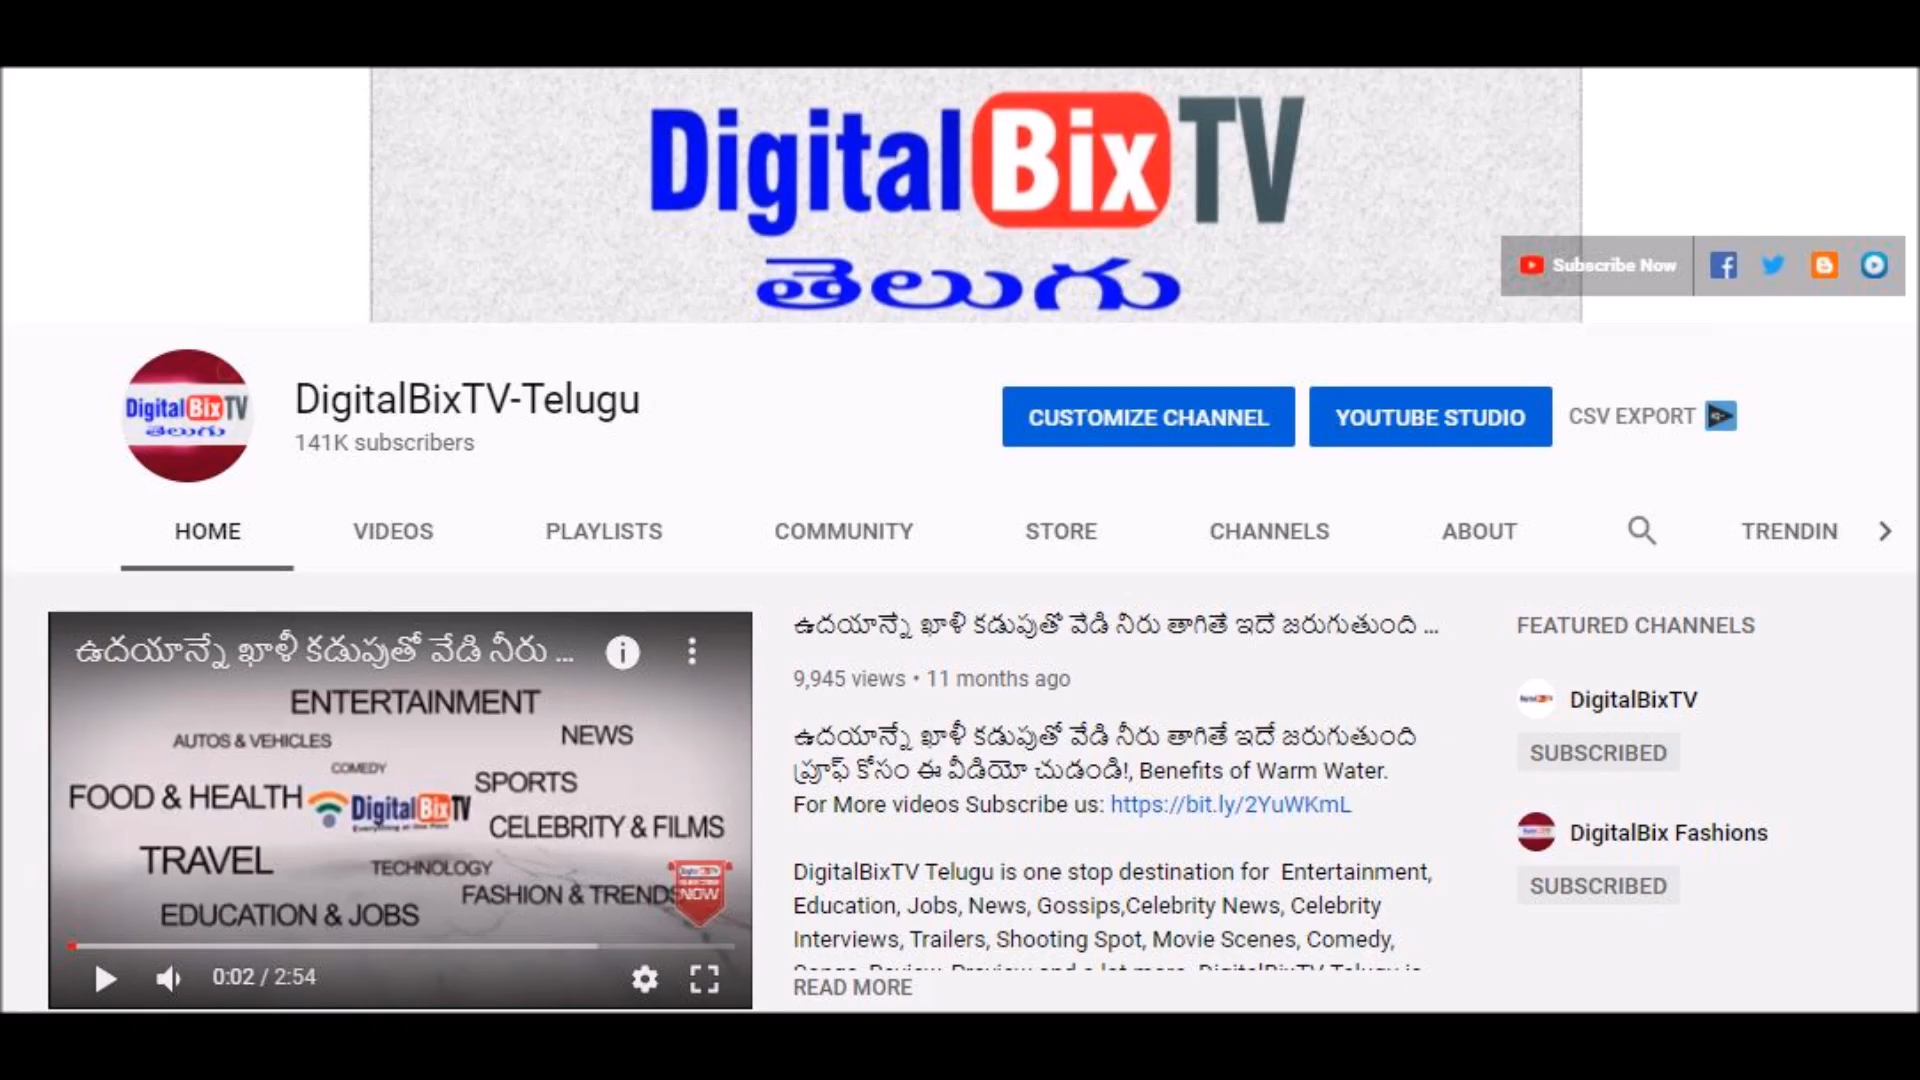 DigitalBixTV
తెలుగు
Subscribe Now
DigitalBixTV
తెలుగు
DigitalBixTV-Telugu
141K subscribers
CUSTOMIZE CHANNEL
YOUTUBE STUDIO
CSV EXPORT
HOME
VIDEOS
PLAYLISTS
COMMUNITY
STORE
CHANNELS
ABOUT
TRENDIN
ఉదయాన్నే ఖాళీ కడుపుతో వేడి నీరు ...
ENTERTAINMENT
AUTOS & VEHICLES
NEWS
COMEDY
FOOD & HEALTH
SPORTS
DigitalBixTV
Everything at One Point
CELEBRITY & FILMS
TRAVEL
TECHNOLOGY
FASHION & TRENDS
NOW
EDUCATION & JOBS
0:02 / 2:54
ఉదయాన్నే ఖాళీ కడుపుతో వేడి నీరు తాగితే ఇదే జరుగుతుంది ...
9,945 views • 11 months ago
ఉదయాన్నే ఖాళీ కడుపుతో వేడి నీరు తాగితే ఇదే జరుగుతుంది
ప్రూఫ్ కోసం ఈ వీడియో చుడండి!, Benefits of Warm Water.
For More videos Subscribe us: https://bit.ly/2YuWKmL
DigitalBixTV Telugu is one stop destination for Entertainment,
Education, Jobs, News, Gossips,Celebrity News, Celebrity
Interviews, Trailers, Shooting Spot, Movie Scenes, Comedy,
READ MORE
FEATURED CHANNELS
DigitalBixTV
SUBSCRIBED
DigitalBix Fashions
SUBSCRIBED